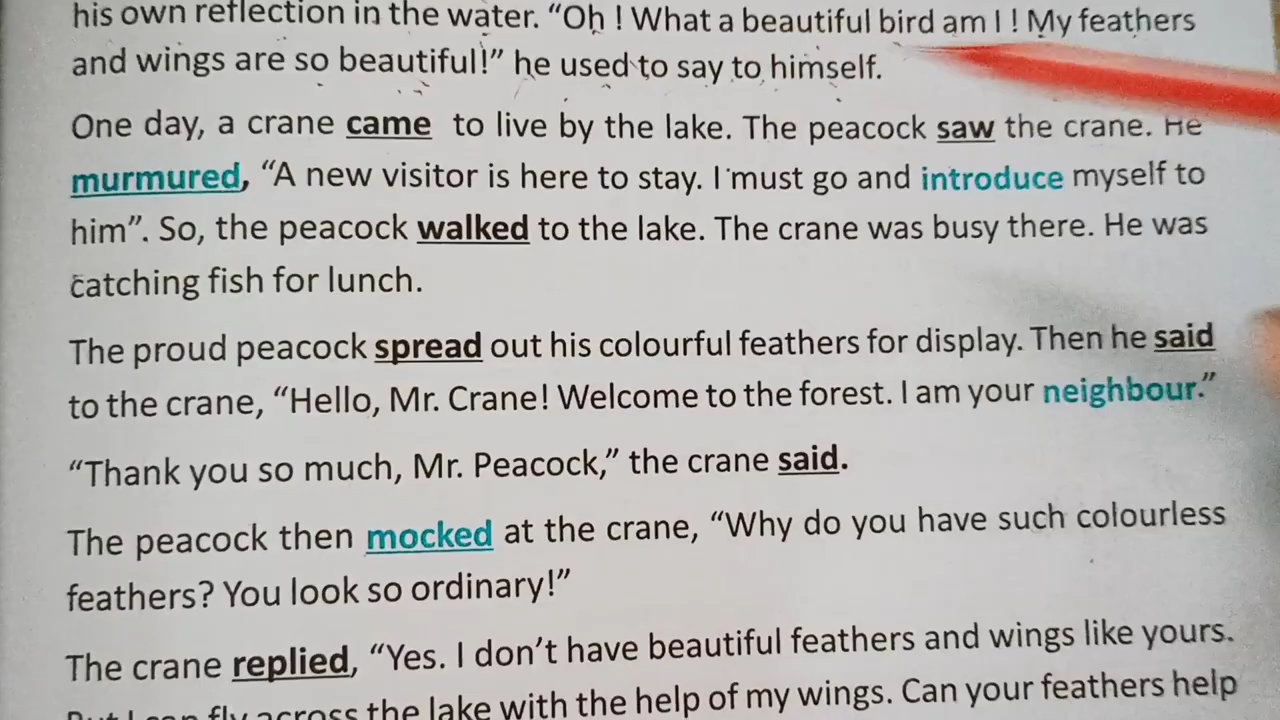 his own reflection in the water. “Oh ! What a beautiful bird am I ! My feathers
and wings are so beautiful!” he used to say to himself.
One day, a crane came to live by the lake. The peacock saw the crane. He
murmured, “A new visitor is here to stay. I must go and introduce myself to
him”. So, the peacock walked to the lake. The crane was busy there. He was
catching fish for lunch.
The proud peacock spread out his colourful feathers for display. Then he said
to the crane, “Hello, Mr. Crane! Welcome to the forest. I am your neighbour.”
“Thank you so much, Mr. Peacock,” the crane said.
The peacock then mocked at the crane, “Why do you have such colourless
feathers? You look so ordinary!”
The crane replied, “Yes. I don’t have beautiful feathers and wings like yours.
But I can fly across the lake with the help of my wings. Can your feathers help